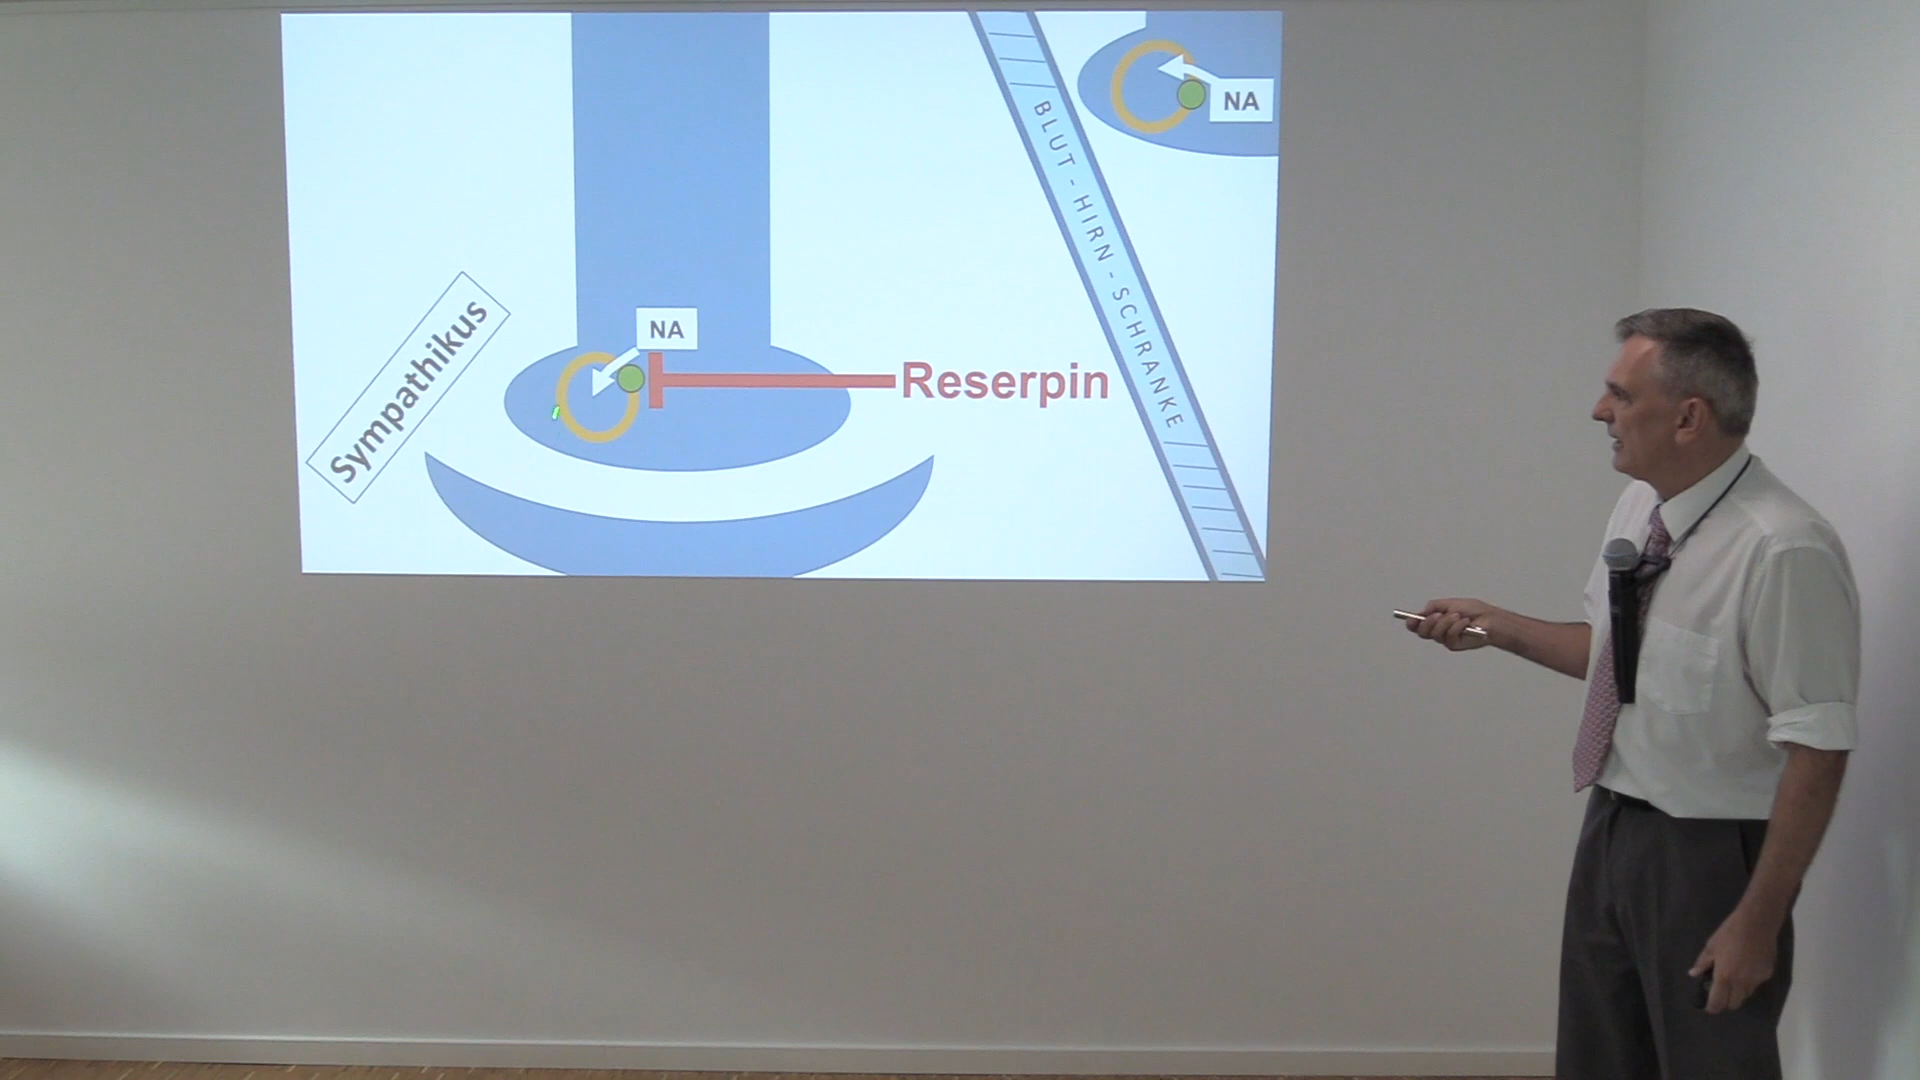 NA
BLUT - HIRN - SCHRANKE
Sympathikus
NA
Reserpin